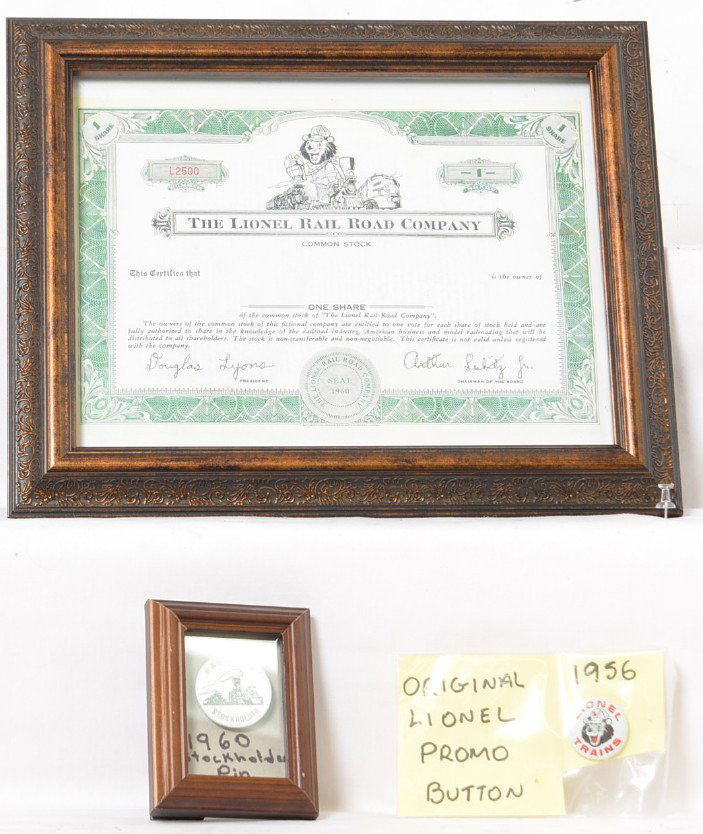 1 SHARE
1 SHARE
L2500
1
THE LIONEL RAIL ROAD COMPANY
COMMON STOCK
This Certifies that
is the owner of
ONE SHARE
of the common stock of "The Lionel Rail Road Company",
The owners of the common stock of this fictional company are entitled to one vote for each share of stock held and are
fully authorized to share in the knowledge of the railroad industry, American business and model railroading that will be
distributed to all shareholders. The stock is non-transferable and non-negotiable. This certificate is not valid unless registered
with the company.
Douglas Lyons
PRESIDENT
THE LIONEL RAIL ROAD COMPANY
SEAL
1960
Arthur Lubitz Jr.
CHAIRMAN OF THE BOARD
STOCKHOLDER
1960
Stockholder
Pin
ORIGINAL
LIONEL
PROMO
BUTTON
1956
LIONEL
TRAINS